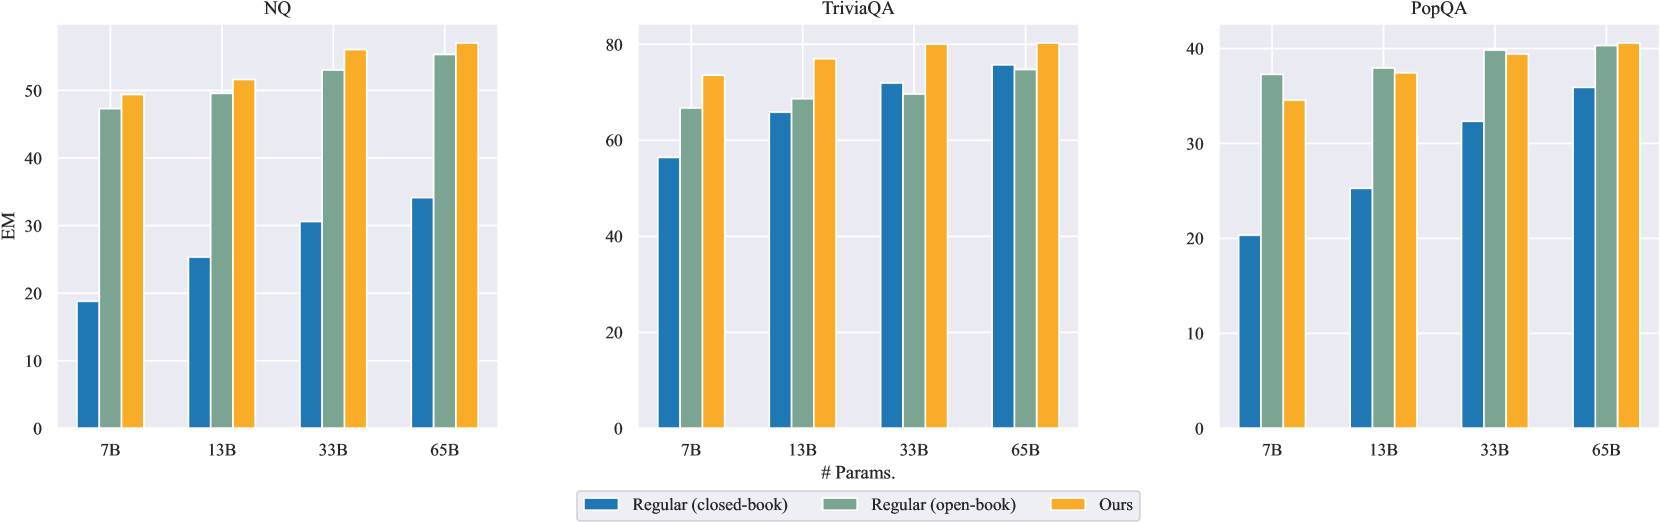 NQ
TriviaQA
PopQA
EM
50
40
30
20
10
0
7B
13B
33B
65B
80
60
40
20
0
7B
13B
33B
65B
40
30
20
10
0
7B
13B
33B
65B
# Params.
Regular (closed-book)
Regular (open-book)
Ours